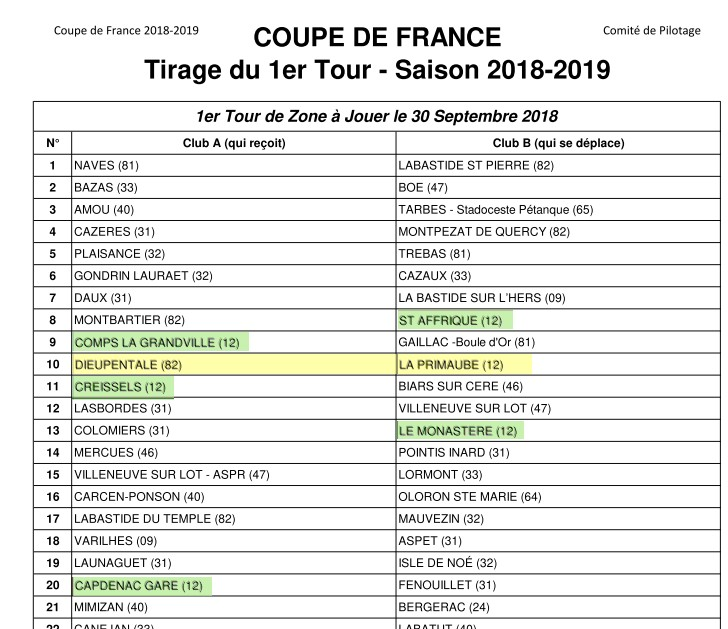 Coupe de France 2018-2019
COUPE DE FRANCE
Comité de Pilotage
Tirage du 1er Tour - Saison 2018-2019
1er Tour de Zone à Jouer le 30 Septembre 2018
N° Club A (qui reçoit) Club B (qui se déplace)
1 NAVES (81) LABASTIDE ST PIERRE (82)
2 BAZAS (33) BOE (47)
3 AMOU (40) TARBES - Stadoceste Pétanque (65)
4 CAZERES (31) MONTPEZAT DE QUERCY (82)
5 PLAISANCE (32) TREBAS (81)
6 GONDRIN LAURAET (32) CAZAUX (33)
7 DAUX (31) LA BASTIDE SUR L'HERS (09)
8 MONTBARTIER (82) ST AFFRIQUE (12)
9 COMPS LA GRANDVILLE (12) GAILLAC -Boule d'Or (81)
10 DIEUPENTALE (82) LA PRIMAUBE (12)
11 CREISSELS (12) BIARS SUR CERE (46)
12 LASBORDES (31) VILLENEUVE SUR LOT (47)
13 COLOMIERS (31) LE MONASTERE (12)
14 MERCUES (46) POINTIS INARD (31)
15 VILLENEUVE SUR LOT - ASPR (47) LORMONT (33)
16 CARCEN-PONSON (40) OLORON STE MARIE (64)
17 LABASTIDE DU TEMPLE (82) MAUVEZIN (32)
18 VARILHES (09) ASPET (31)
19 LAUNAGUET (31) ISLE DE NOÉ (32)
20 CAPDENAC GARE (12) FENOUILLET (31)
21 MIMIZAN (40) BERGERAC (24)
22 CANEJAN (33) LABATUT (40)